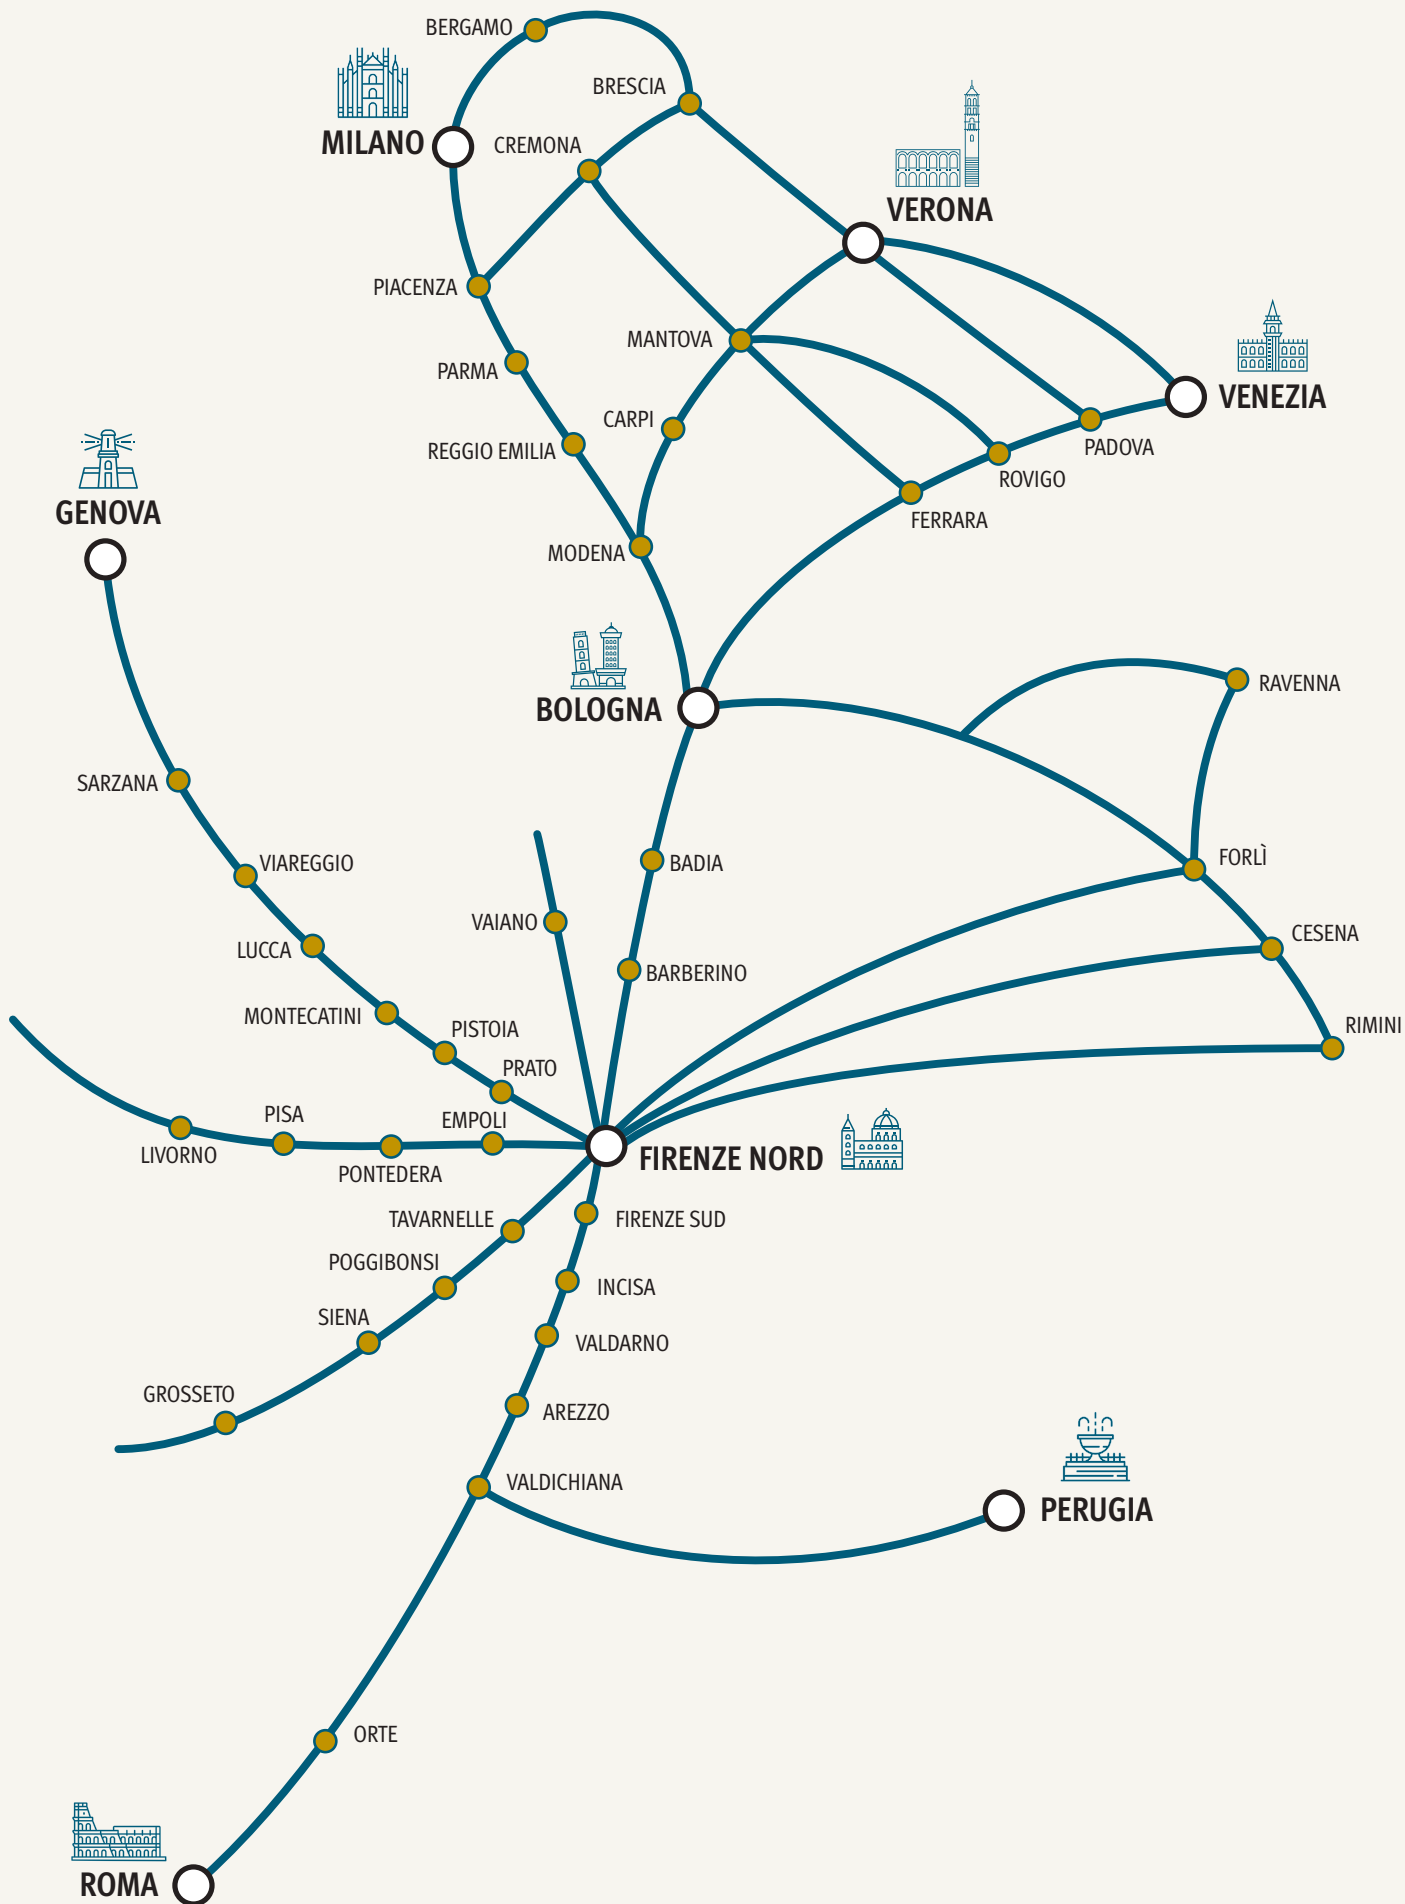 BERGAMO
BRESCIA
MILANO
CREMONA
VERONA
PIACENZA
MANTOVA
PARMA
VENEZIA
CARPI
PADOVA
REGGIO EMILIA
ROVIGO
GENOVA
FERRARA
MODENA
RAVENNA
BOLOGNA
SARZANA
FORLÌ
VIAREGGIO
BADIA
VAIANO
CESENA
LUCCA
BARBERINO
MONTECATINI
RIMINI
PISTOIA
PRATO
PISA
EMPOLI
LIVORNO
FIRENZE NORD
PONTEDERA
TAVARNELLE
FIRENZE SUD
POGGIBONSI
INCISA
SIENA
VALDARNO
GROSSETO
AREZZO
VALDICHIANA
PERUGIA
ORTE
ROMA